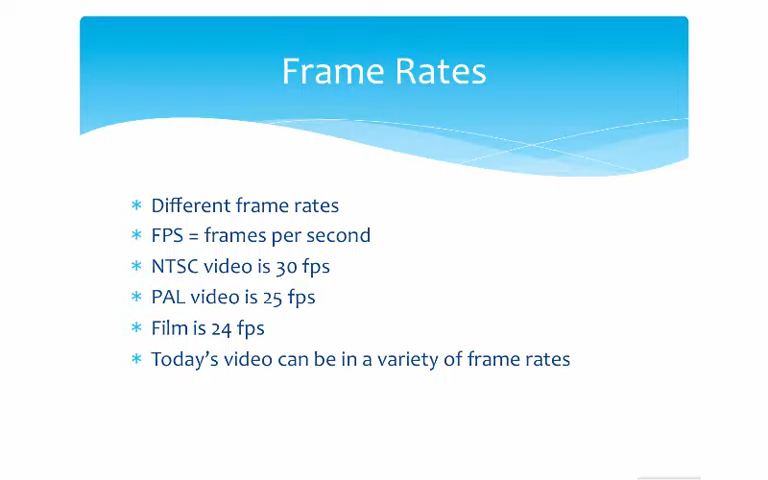 Frame Rates
* Different frame rates
* FPS = frames per second
* NTSC video is 30 fps
* PAL video is 25 fps
* Film is 24 fps
* Today’s video can be in a variety of frame rates